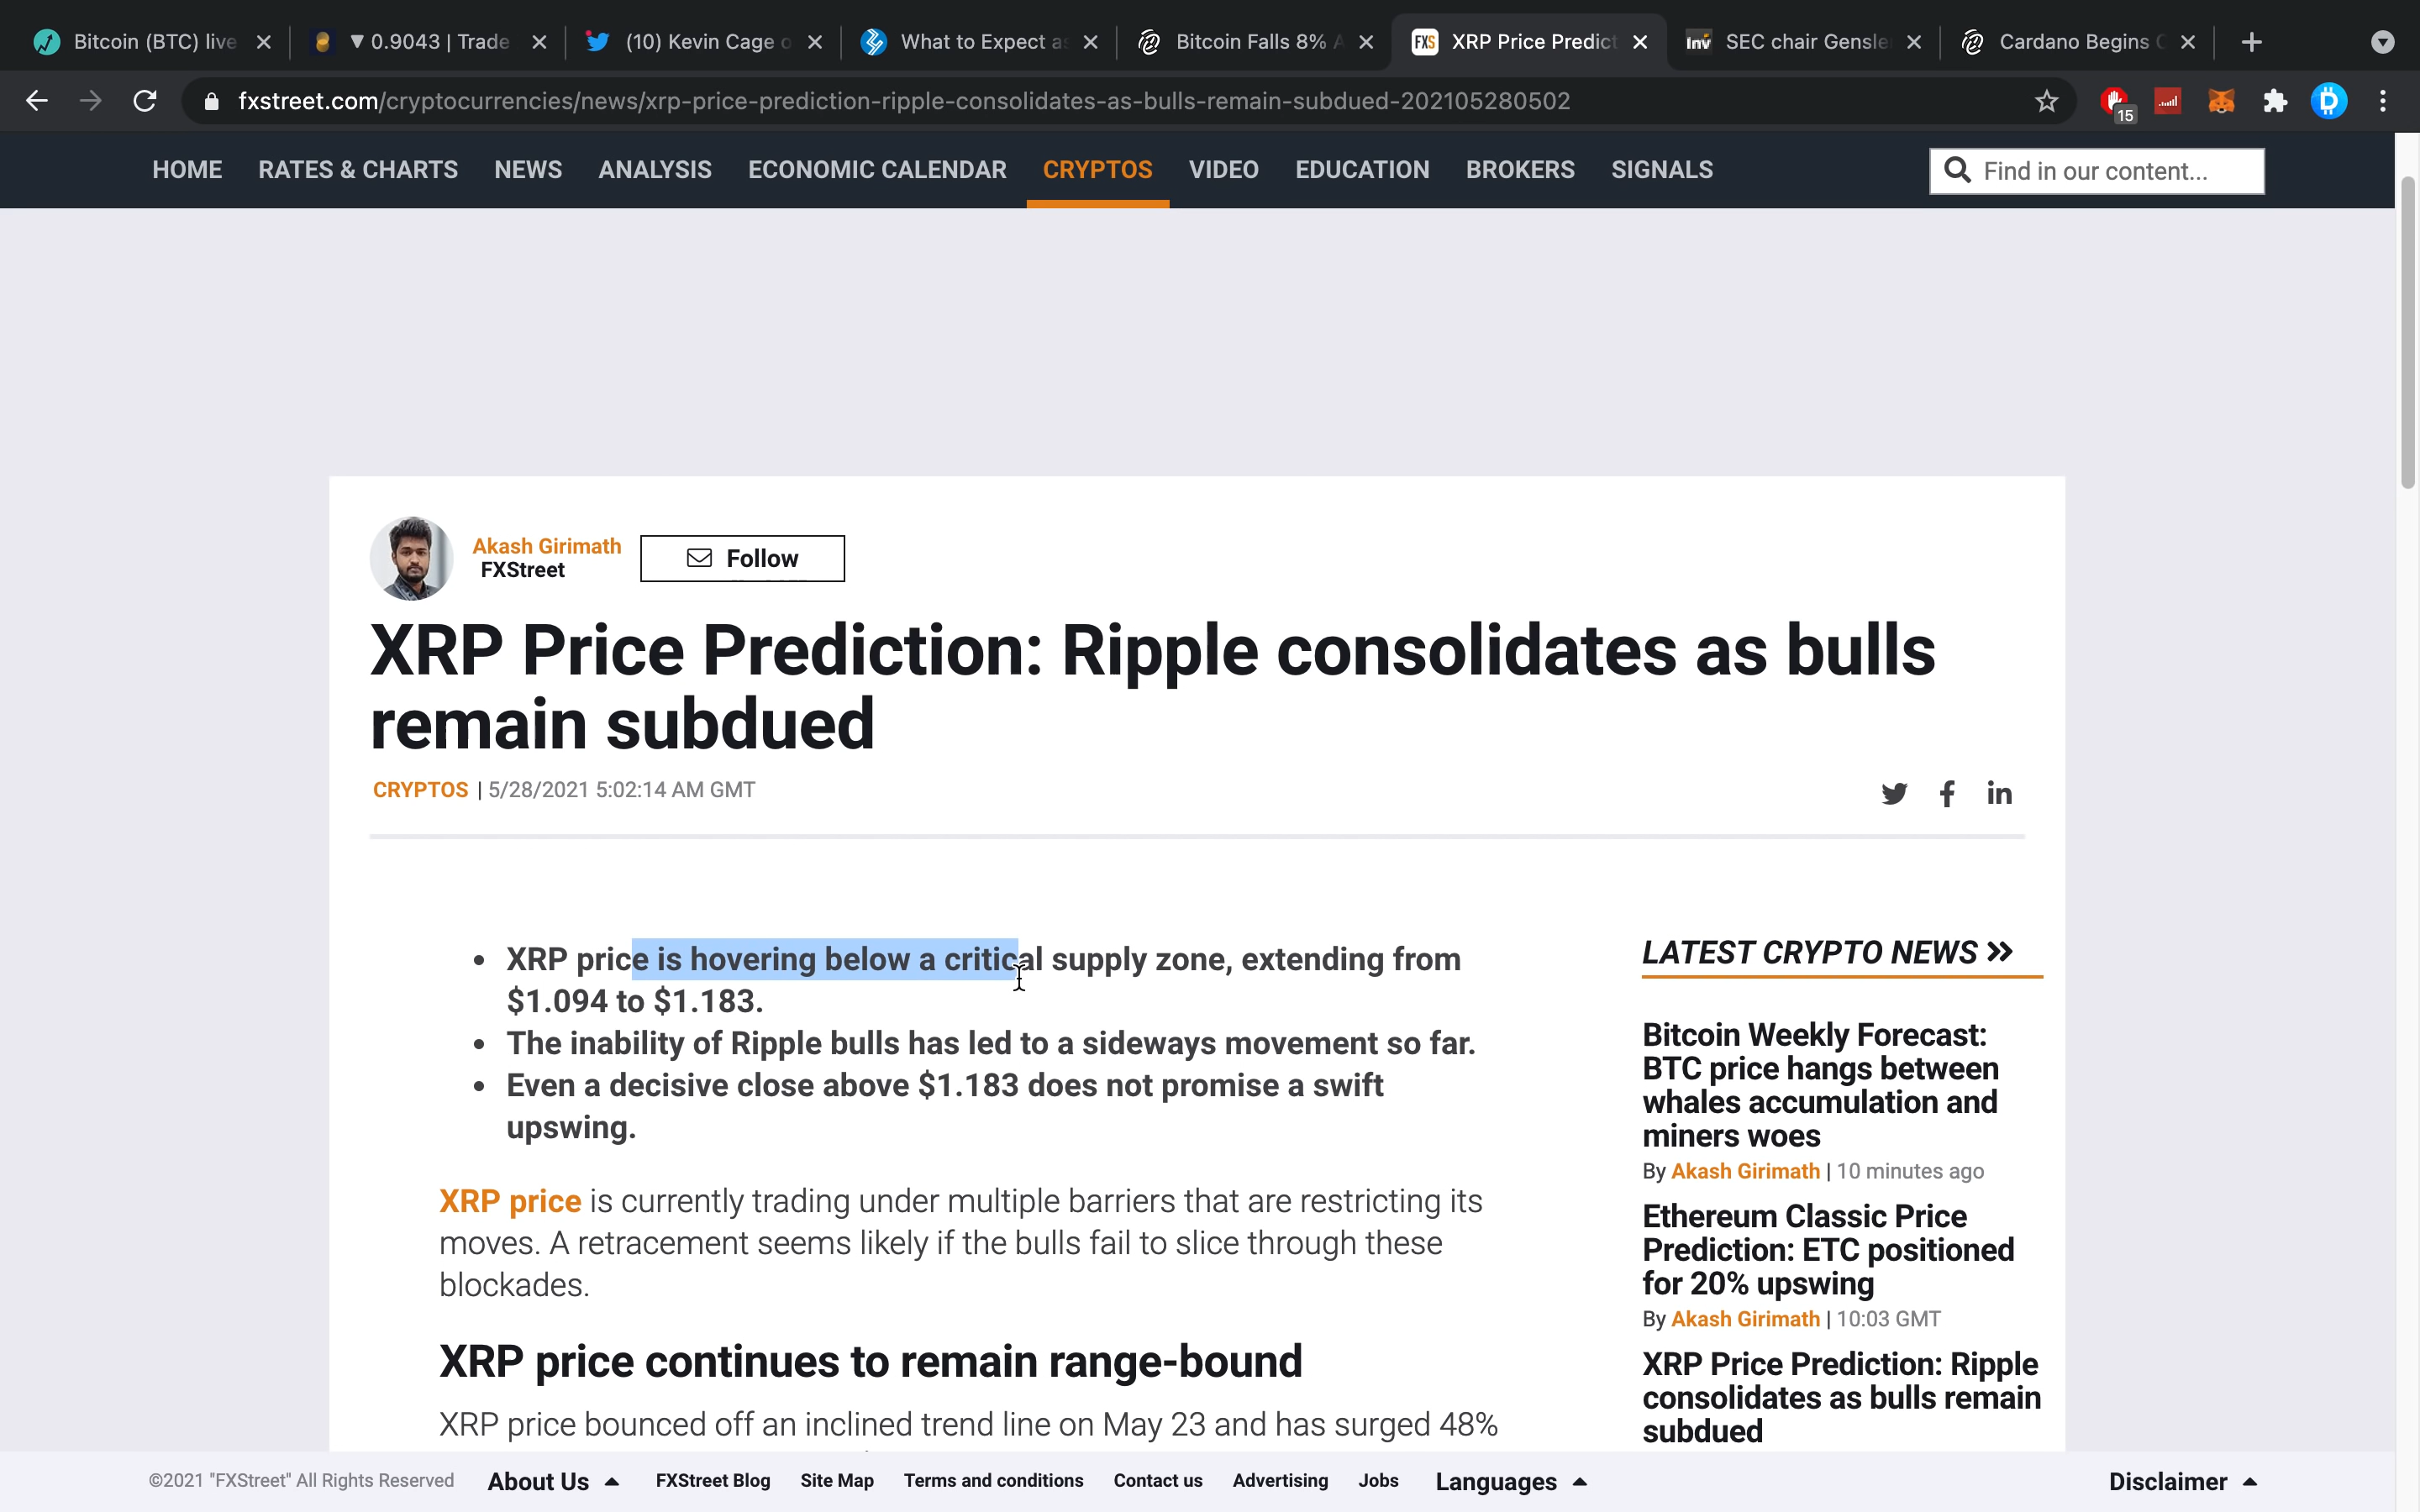 Bitcoin (BTC) live
▼ 0.9043 | Trade
(10) Kevin Cage o
What to Expect as
Bitcoin Falls 8% A
FXS
XRP Price Predict
Inv
SEC chair Gensle
Cardano Begins
fxstreet.com/cryptocurrencies/news/xrp-price-prediction-ripple-consolidates-as-bulls-remain-subdued-202105280502
15
HOME
RATES & CHARTS
NEWS
ANALYSIS
ECONOMIC CALENDAR
CRYPTOS
VIDEO
EDUCATION
BROKERS
SIGNALS
Find in our content...
Akash Girimath
FXStreet
Follow
XRP Price Prediction: Ripple consolidates as bulls
remain subdued
CRYPTOS | 5/28/2021 5:02:14 AM GMT
• XRP price is hovering below a critical supply zone, extending from
$1.094 to $1.183.
• The inability of Ripple bulls has led to a sideways movement so far.
• Even a decisive close above $1.183 does not promise a swift
upswing.
XRP price is currently trading under multiple barriers that are restricting its
moves. A retracement seems likely if the bulls fail to slice through these
blockades.
XRP price continues to remain range-bound
XRP price bounced off an inclined trend line on May 23 and has surged 48%
LATEST CRYPTO NEWS »
Bitcoin Weekly Forecast:
BTC price hangs between
whales accumulation and
miners woes
By Akash Girimath | 10 minutes ago
Ethereum Classic Price
Prediction: ETC positioned
for 20% upswing
By Akash Girimath | 10:03 GMT
XRP Price Prediction: Ripple
consolidates as bulls remain
subdued
©2021 "FXStreet" All Rights Reserved
About Us
FXStreet Blog
Site Map
Terms and conditions
Contact us
Advertising
Jobs
Languages
Disclaimer